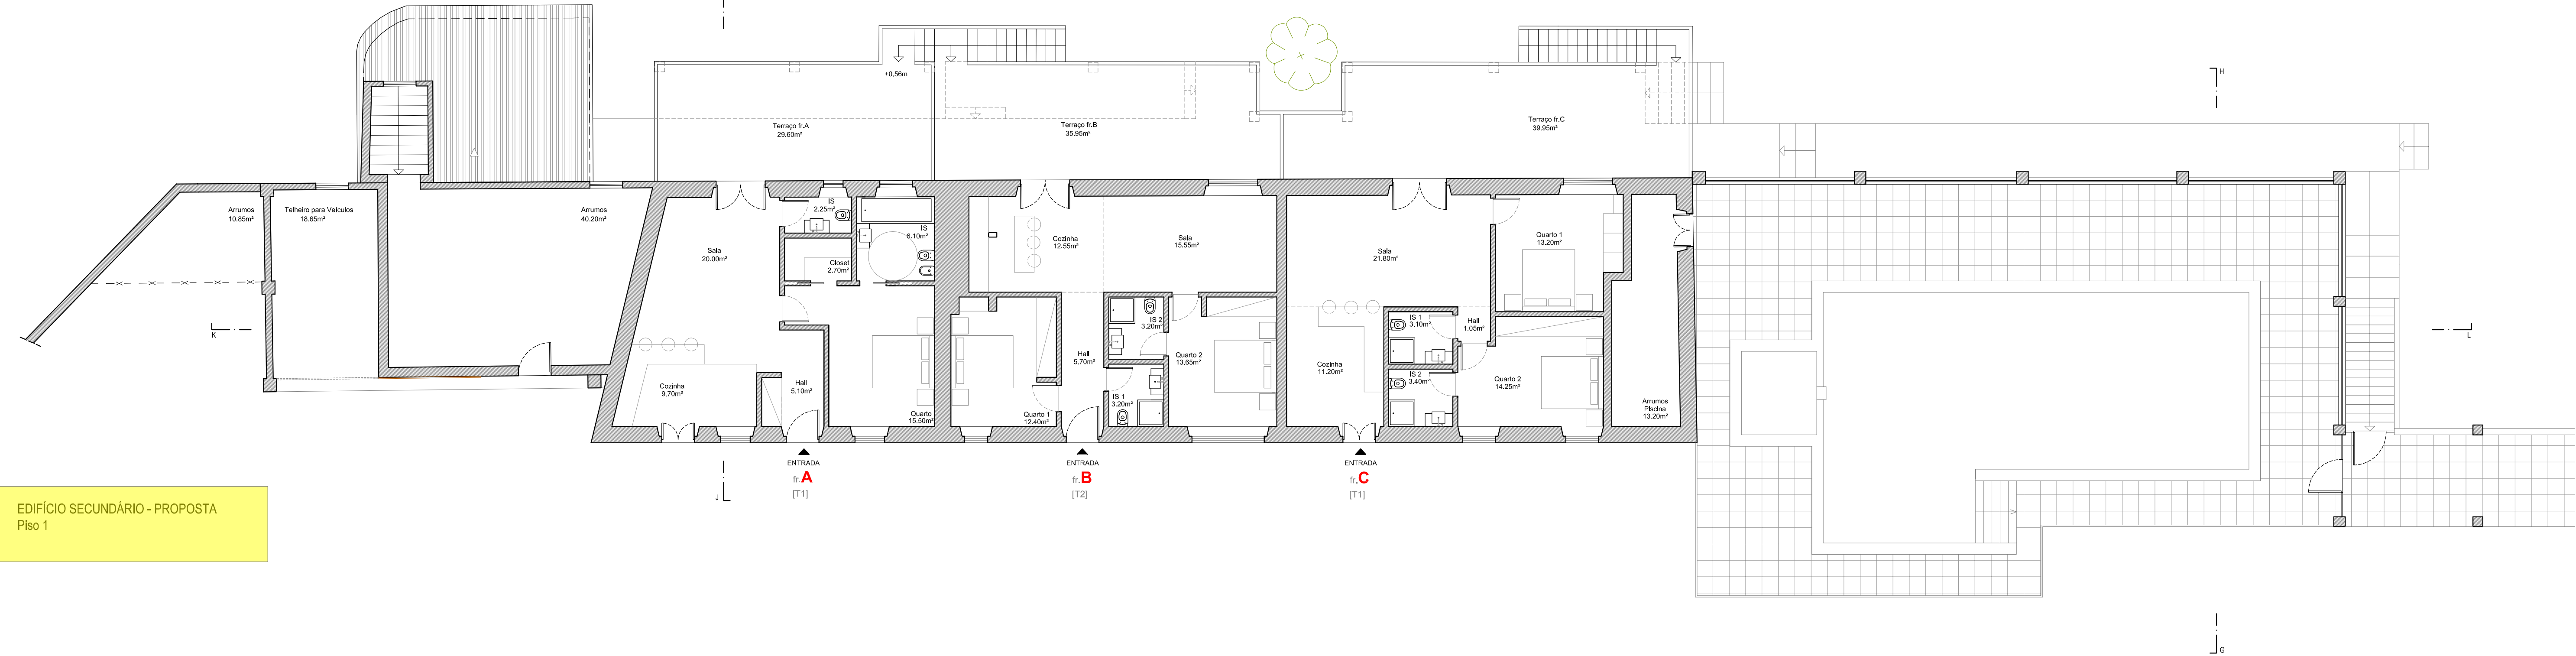 H
+0,56m
Terraço fr.A
29.60m²
Terraço fr.B
35,95m²
Terraço fr.C
39,95m²
Arrumos
10.85m²
Telheiro para Veículos
18,65m²
Arrumos
40.20m²
IS
2.25m²
IS
6,10m²
Sala
20.00m²
Closet
2.70m²
Cozinha
12.55m²
Sala
15.55m²
Sala
21.80m²
Quarto 1
13.20m²
K
L
IS 2
3.20m²
IS 1
3,10m²
Hall
1.05m²
Hall
5,70m²
Quarto 2
13,65m²
Cozinha
11.20m²
IS 2
3.40m²
Quarto 2
14.25m²
Cozinha
9,70m²
Hall
5,10m²
Quarto
15,50m²
Quarto 1
12.40m²
IS 1
3.20m²
Arrumos
Piscina
13.20m²
ENTRADA
fr.A
[T1]
ENTRADA
fr.B
[T2]
ENTRADA
fr.C
[T1]
J
EDIFÍCIO SECUNDÁRIO - PROPOSTA
Piso 1
G